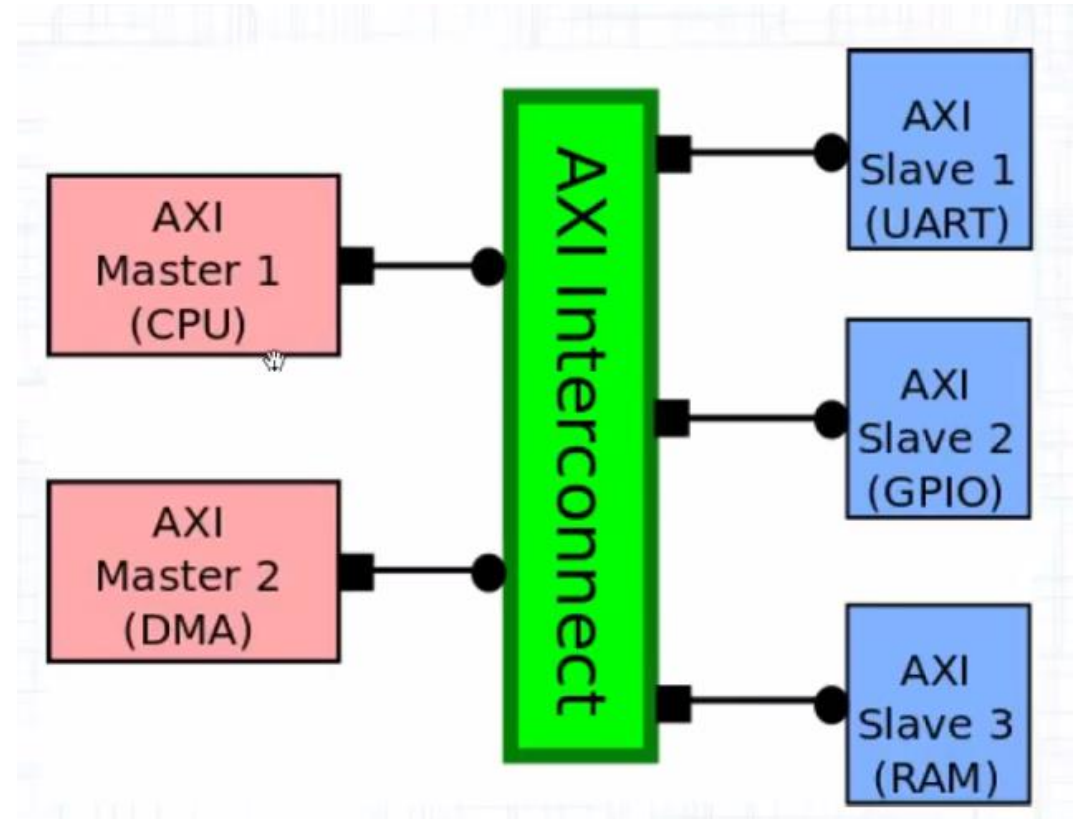 AXI
Master 1
(CPU)
AXI
Master 2
(DMA)
AXI Interconnect
AXI
Slave 1
(UART)
AXI
Slave 2
(GPIO)
AXI
Slave 3
(RAM)